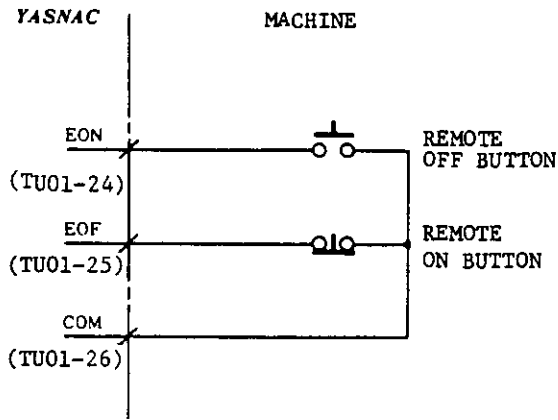 YASNAC MACHINE
EON
(TU01-24)
REMOTE
OFF BUTTON
EOF
(TU01-25)
REMOTE
ON BUTTON
COM
(TU01-26)